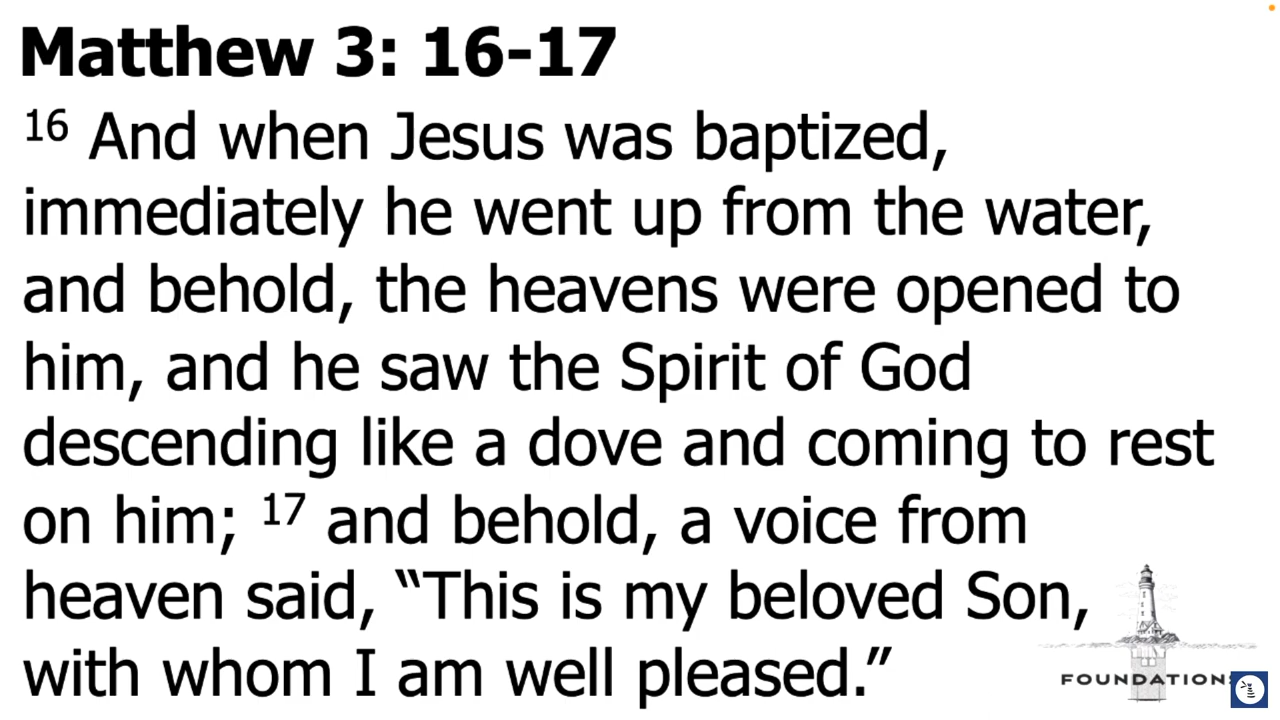 Matthew 3: 16-17
16 And when Jesus was baptized,
immediately he went up from the water,
and behold, the heavens were opened to
him, and he saw the Spirit of God
descending like a dove and coming to rest
on him; 17 and behold, a voice from
heaven said, “This is my beloved Son,
with whom I am well pleased.”
FOUNDATIONS